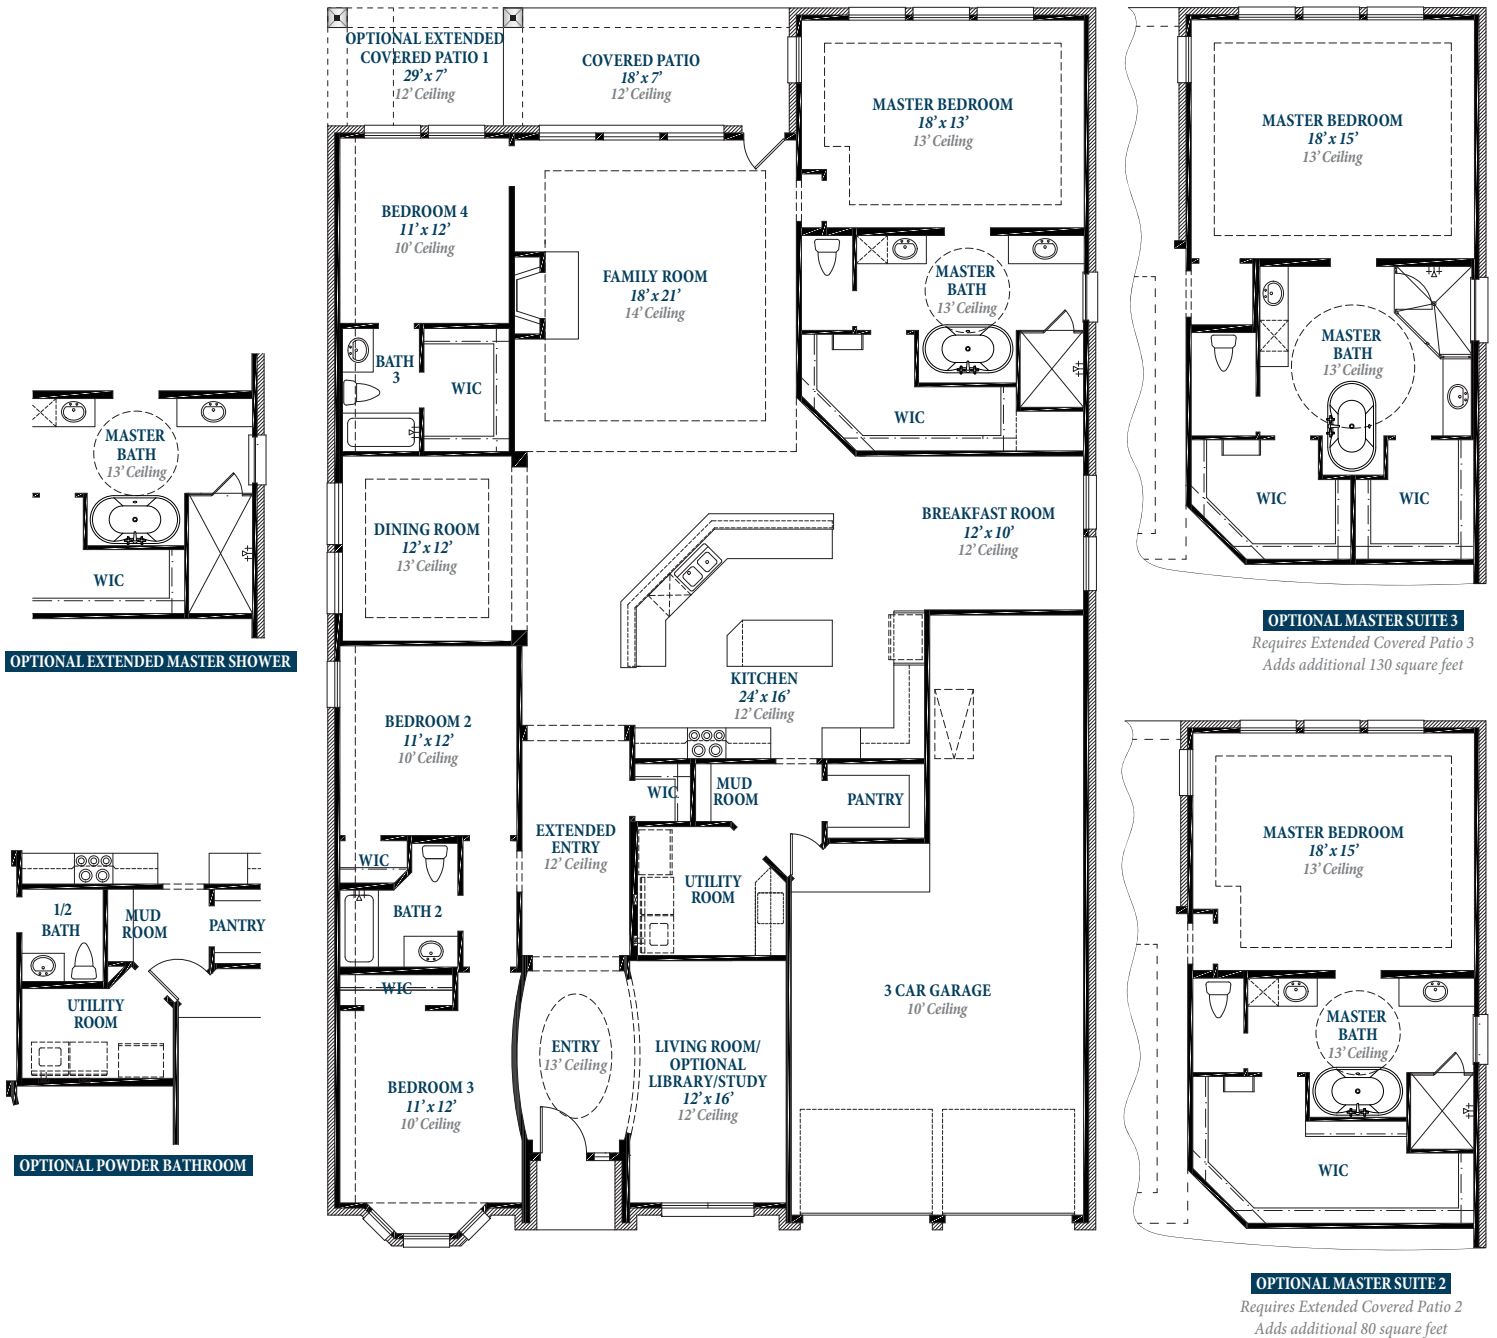 OPTIONAL EXTENDED
COVERED PATIO 1
29' x 7'
12' Ceiling
COVERED PATIO
18' x 7'
12' Ceiling
MASTER BEDROOM
18' x 13'
13' Ceiling
BEDROOM 4
11' x 12'
10' Ceiling
FAMILY ROOM
18' x 21'
14' Ceiling
MASTER
BATH
13' Ceiling
BATH
3
WIC
WIC
DINING ROOM
12' x 12'
13' Ceiling
BREAKFAST ROOM
12' x 10'
12' Ceiling
KITCHEN
24' x 16'
12' Ceiling
BEDROOM 2
11' x 12'
10' Ceiling
WIC
MUD
ROOM
PANTRY
EXTENDED
ENTRY
12' Ceiling
WIC
BATH 2
UTILITY
ROOM
WIC
3 CAR GARAGE
10' Ceiling
ENTRY
13' Ceiling
LIVING ROOM/
OPTIONAL
LIBRARY/STUDY
12' x 16'
12' Ceiling
BEDROOM 3
11' x 12'
10' Ceiling
MASTER
BATH
13' Ceiling
WIC
OPTIONAL EXTENDED MASTER SHOWER
1/2
BATH
MUD
ROOM
PANTRY
UTILITY
ROOM
OPTIONAL POWDER BATHROOM
MASTER BEDROOM
18' x 15'
13' Ceiling
MASTER
BATH
13' Ceiling
WIC
WIC
OPTIONAL MASTER SUITE 3
Requires Extended Covered Patio 3
Adds additional 130 square feet
MASTER BEDROOM
18' x 15'
13' Ceiling
MASTER
BATH
13' Ceiling
WIC
OPTIONAL MASTER SUITE 2
Requires Extended Covered Patio 2
Adds additional 80 square feet